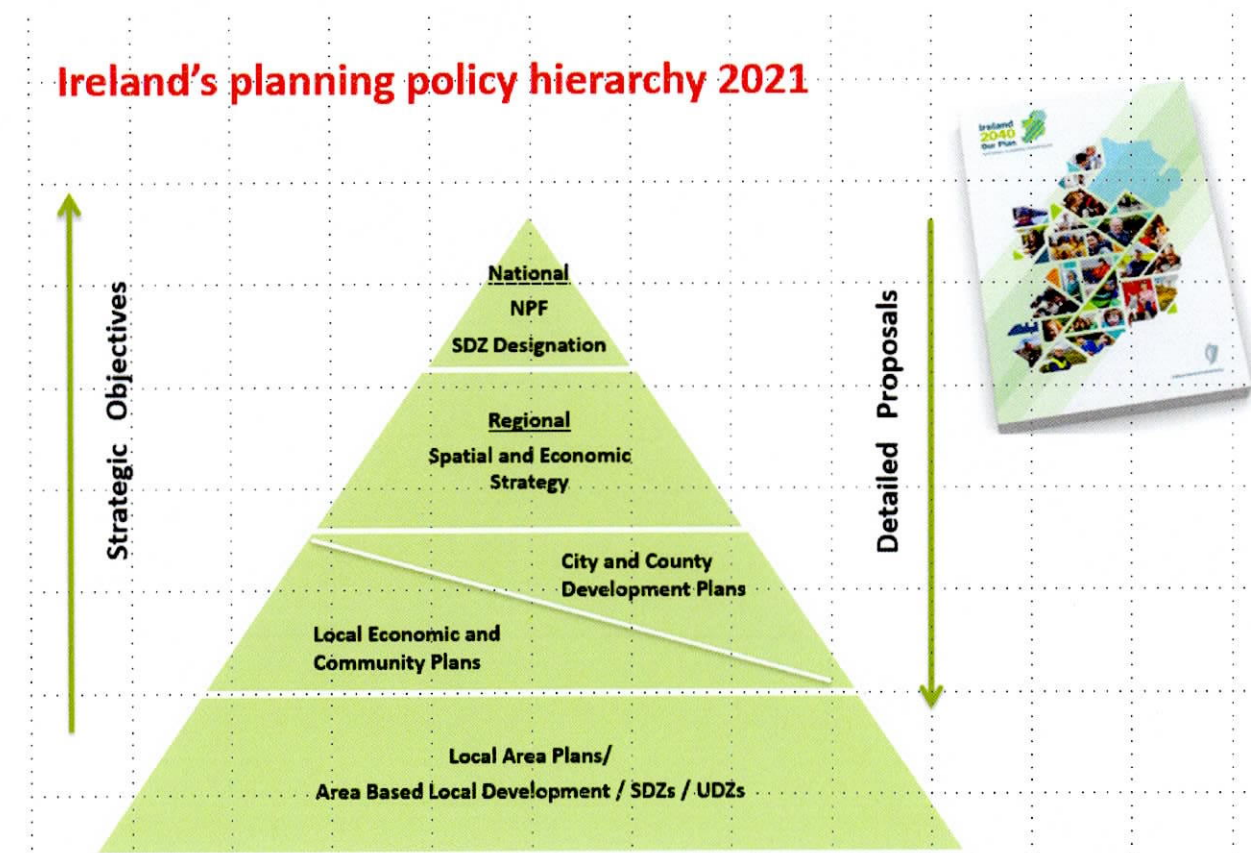 Ireland's planning policy hierarchy 2021
Ireland
2040
Our Plan
Strategic Objectives
National
NPF
SDZ Designation
Regional
Spatial and Economic
Strategy
City and County
Development Plans
Local Economic and
Community Plans
Local Area Plans/
Area Based Local Development / SDZs / UDZs
Detailed Proposals